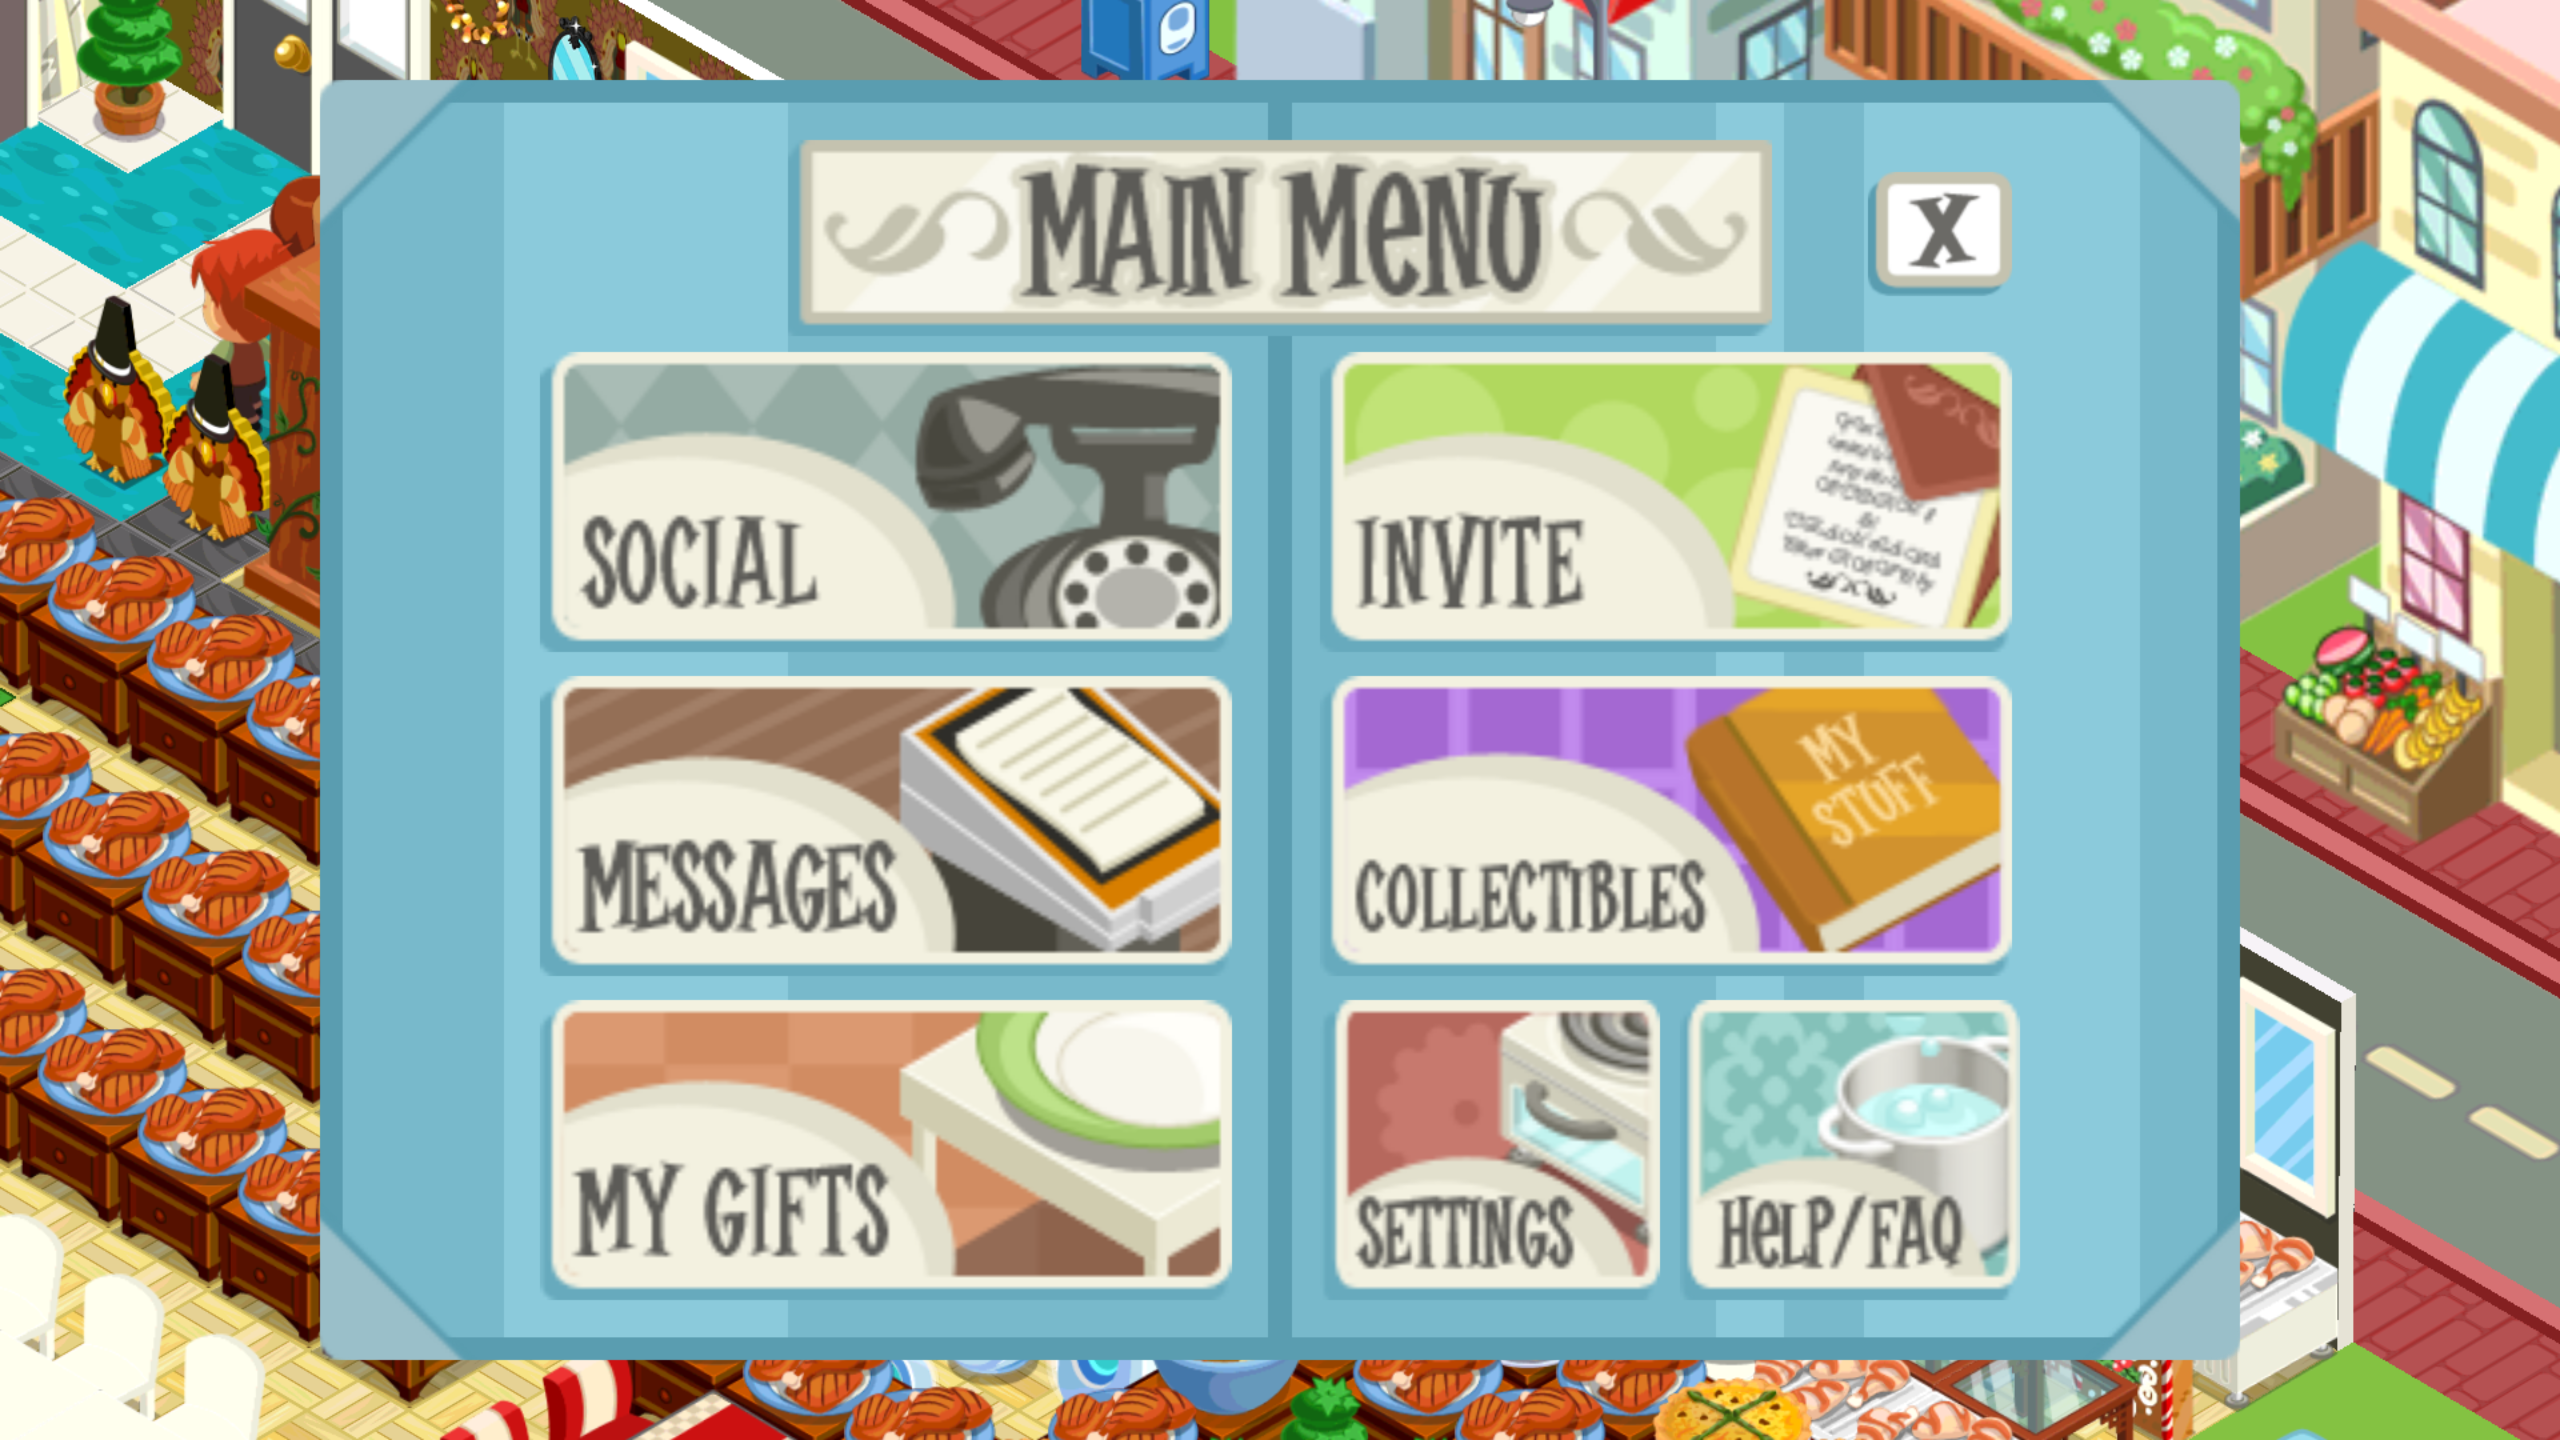 MAIN MENU
X
SOCIAL
INVITE
MESSAGES
MY
STUFF
COLLECTIBLES
MY GIFTS
SETTINGS
HELP/FAQ